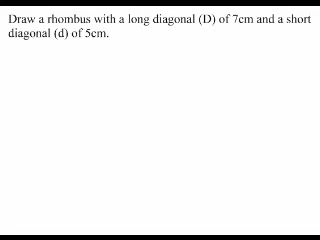 Draw a rhombus with a long diagonal (D) of 7cm and a short
diagonal (d) of 5cm.